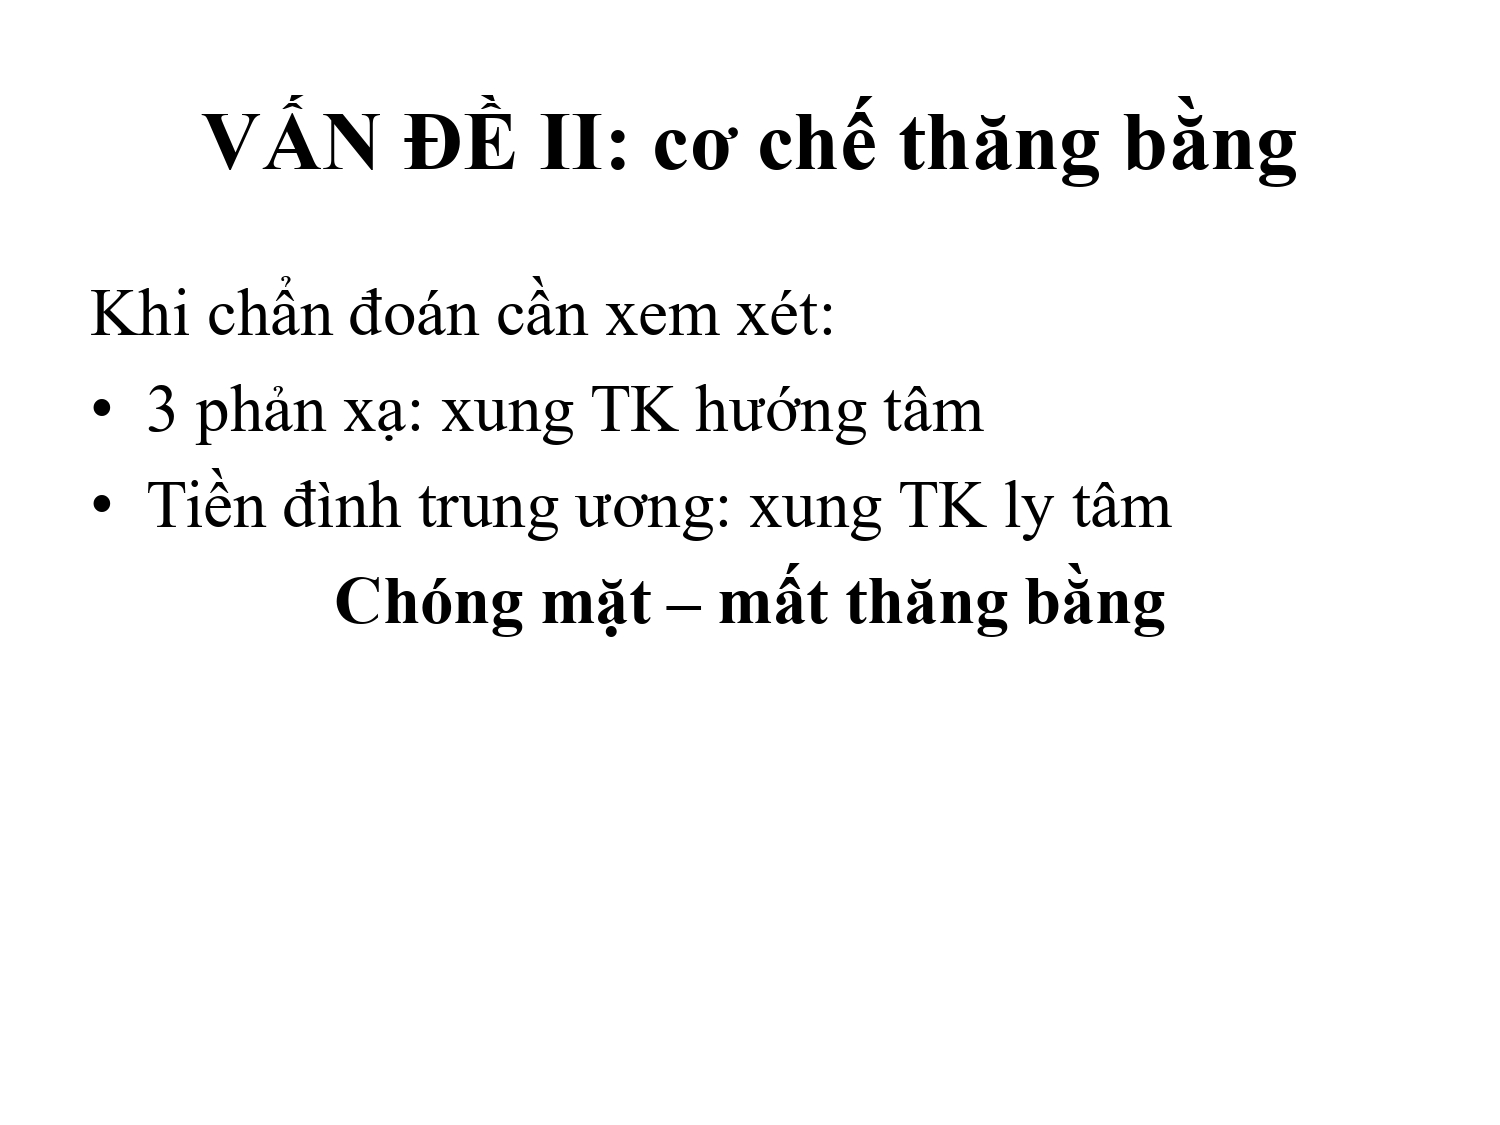 VẤN ĐỀ II: cơ chế thăng bằng
Khi chẩn đoán cần xem xét:
• 3 phản xạ: xung TK hướng tâm
• Tiền đình trung ương: xung TK ly tâm
Chóng mặt – mất thăng bằng